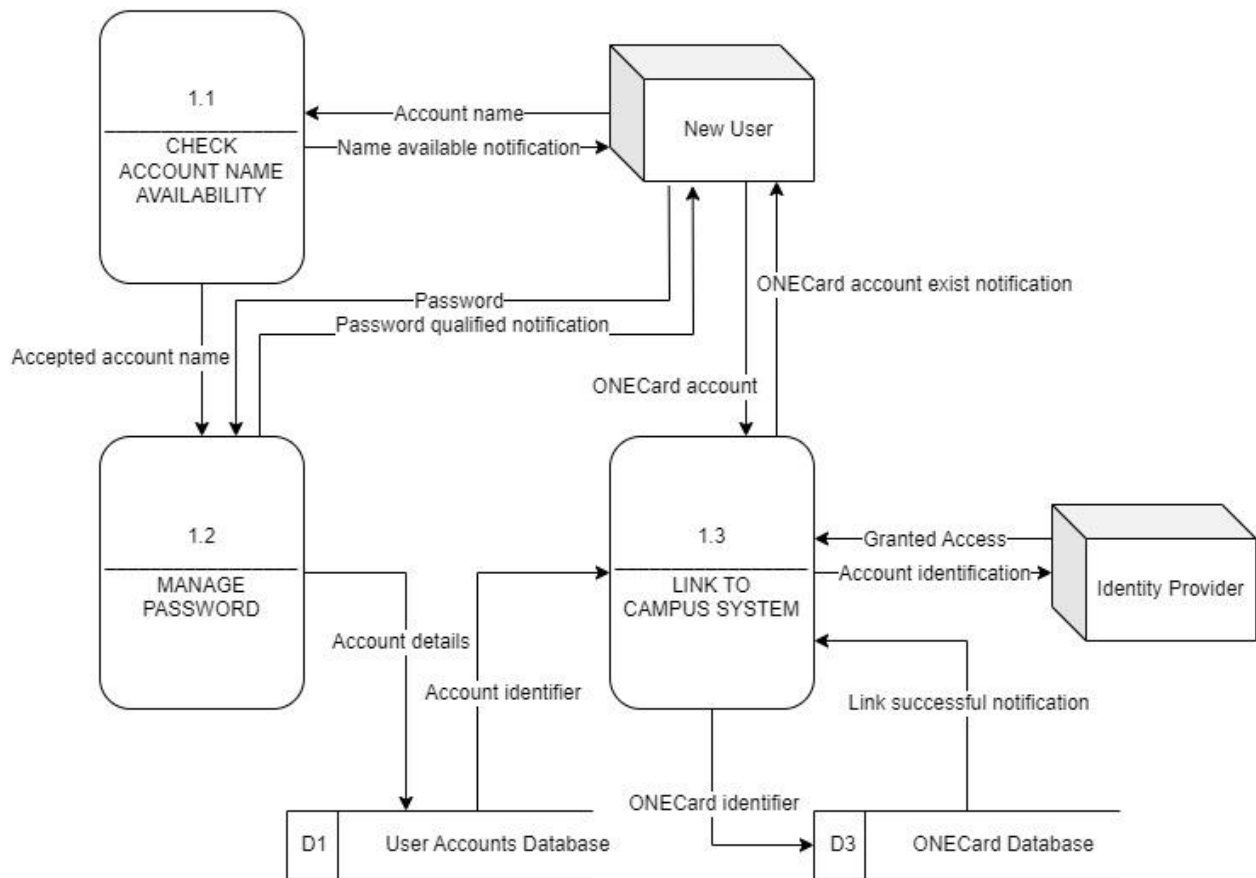 1.1
CHECK
ACCOUNT NAME
AVAILABILITY
Account name
Name available notification
New User
ONECard account exist notification
Password
Password qualified notification
Accepted account name
ONECard account
1.2
MANAGE
PASSWORD
1.3
LINK TO
CAMPUS SYSTEM
Granted Access
Account identification
Identity Provider
Account details
Account identifier
Link successful notification
ONECard identifier
D1
User Accounts Database
D3
ONECard Database